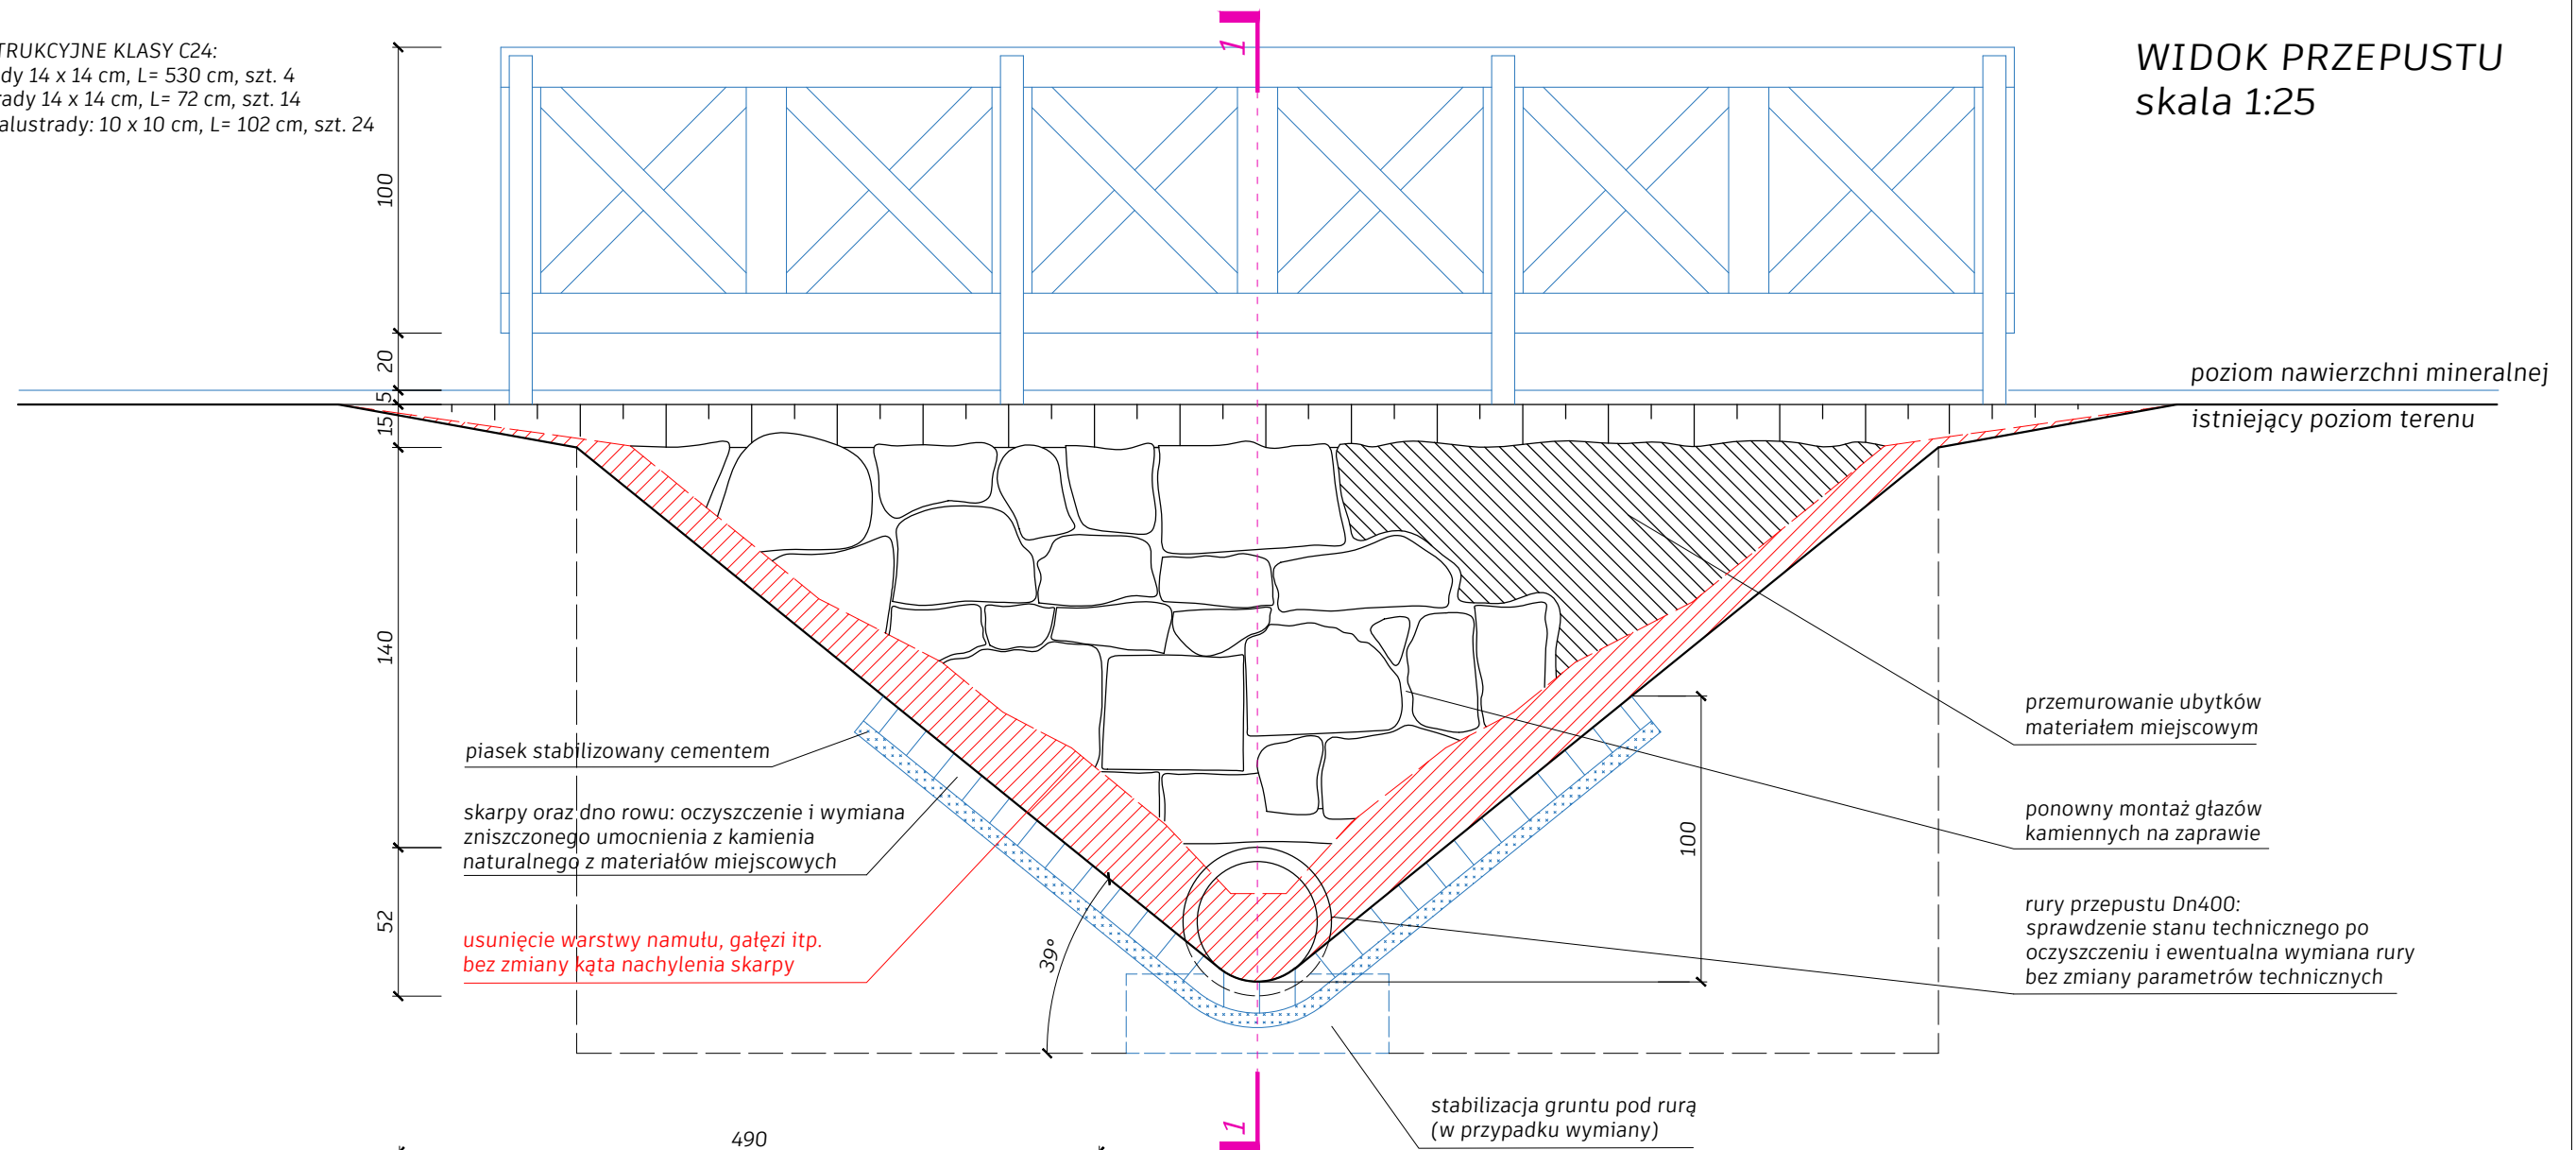 TRUKCYJNE KLASY C24:
dy 14 x 14 cm, L= 530 cm, szt. 4
rady 14 x 14 cm, L= 72 cm, szt. 14
alustrady: 10 x 10 cm, L= 102 cm, szt. 24
1
WIDOK PRZEPUSTU
skala 1:25
100
20
5
15
140
52
poziom nawierzchni mineralnej
istniejący poziom terenu
piasek stabilizowany cementem
skarpy oraz dno rowu: oczyszczenie i wymiana
zniszczonego umocnienia z kamienia
naturalnego z materiałów miejscowych
usunięcie warstwy namułu, gałęzi itp.
bez zmiany kąta nachylenia skarpy
39°
100
przemurowanie ubytków
materiałem miejscowym
ponowny montaż głazów
kamiennych na zaprawie
rury przepustu Dn400:
sprawdzenie stanu technicznego po
oczyszczeniu i ewentualna wymiana rury
bez zmiany parametrów technicznych
stabilizacja gruntu pod rurą
(w przypadku wymiany)
490
1